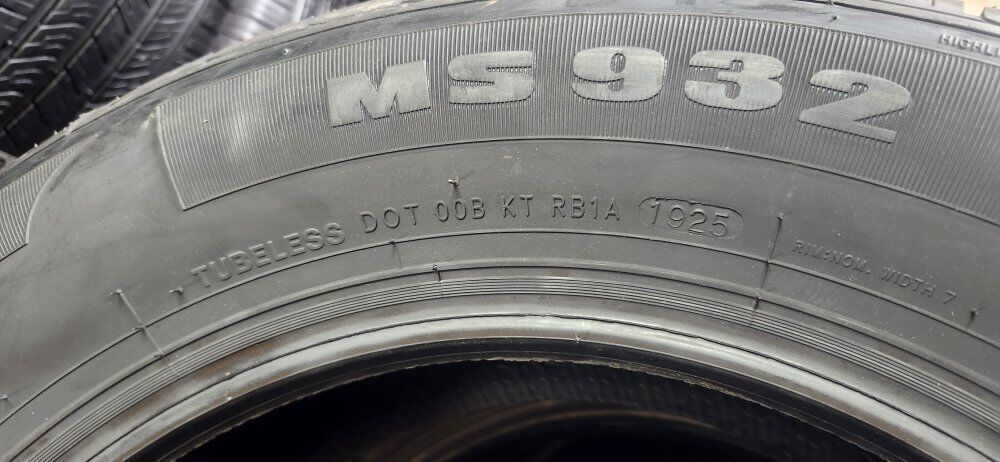 MS932
TUBELESS DOT 00B KT RB1A 1925
RIM:NOM. WIDTH 7